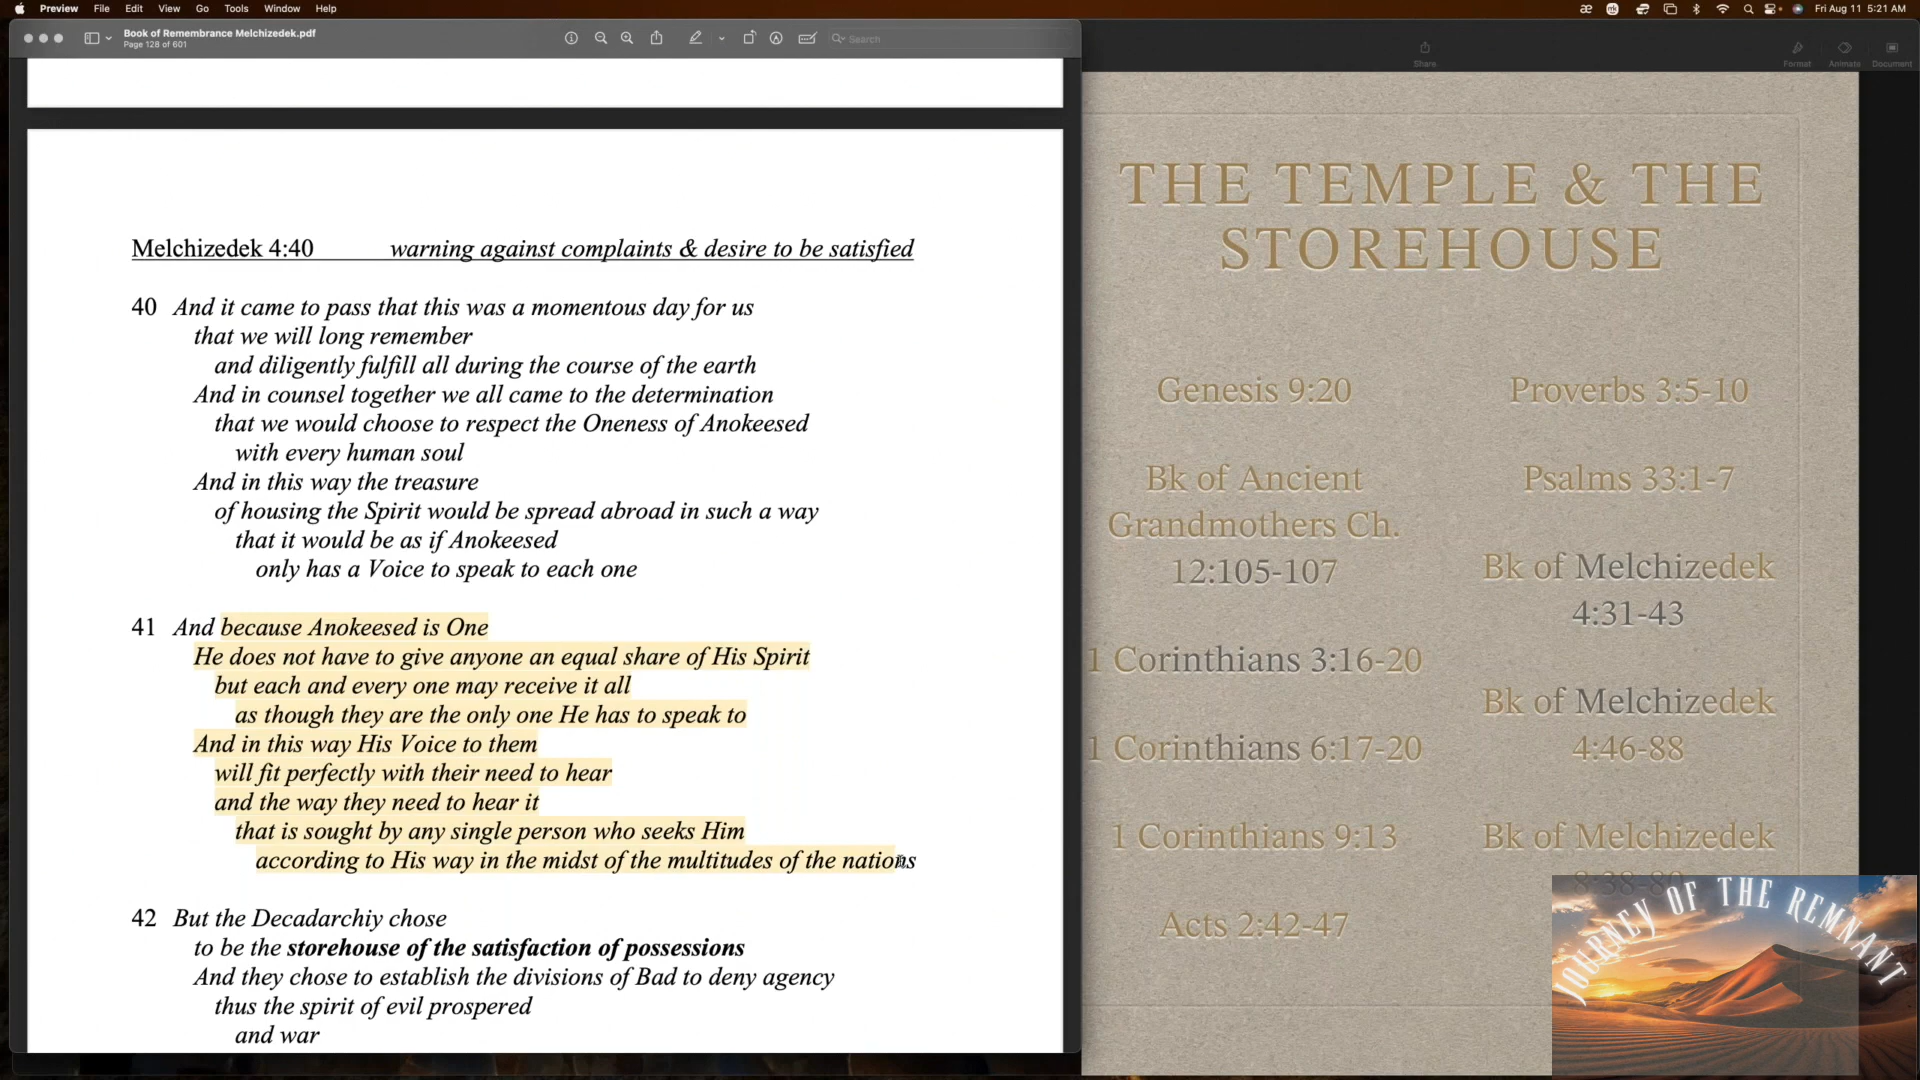 Preview File Edit View Go Tools Window Help
Fri Aug 11 5:21 AM
Book of Remembrance Melchizedek.pdf
Page 128 of 601
Search
Melchizedek 4:40 warning against complaints & desire to be satisfied
40 And it came to pass that this was a momentous day for us
that we will long remember
and diligently fulfill all during the course of the earth
And in counsel together we all came to the determination
that we would choose to respect the Oneness of Anokeesed
with every human soul
And in this way the treasure
of housing the Spirit would be spread abroad in such a way
that it would be as if Anokeesed
only has a Voice to speak to each one
41 And because Anokeesed is One
He does not have to give anyone an equal share of His Spirit
but each and every one may receive it all
as though they are the only one He has to speak to
And in this way His Voice to them
will fit perfectly with their need to hear
and the way they need to hear it
that is sought by any single person who seeks Him
according to His way in the midst of the multitudes of the nations
42 But the Decadarchiy chose
to be the storehouse of the satisfaction of possessions
And they chose to establish the divisions of Bad to deny agency
thus the spirit of evil prospered
and war
Share
Format Animate Document
THE TEMPLE & THE
STOREHOUSE
Genesis 9:20
Bk of Ancient
Grandmothers Ch.
12:105-107
1 Corinthians 3:16-20
1 Corinthians 6:17-20
1 Corinthians 9:13
Acts 2:42-47
Proverbs 3:5-10
Psalms 33:1-7
Bk of Melchizedek
4:31-43
Bk of Melchizedek
4:46-88
Bk of Melchizedek
8:38-80
JOURNEY OF THE REMNANT